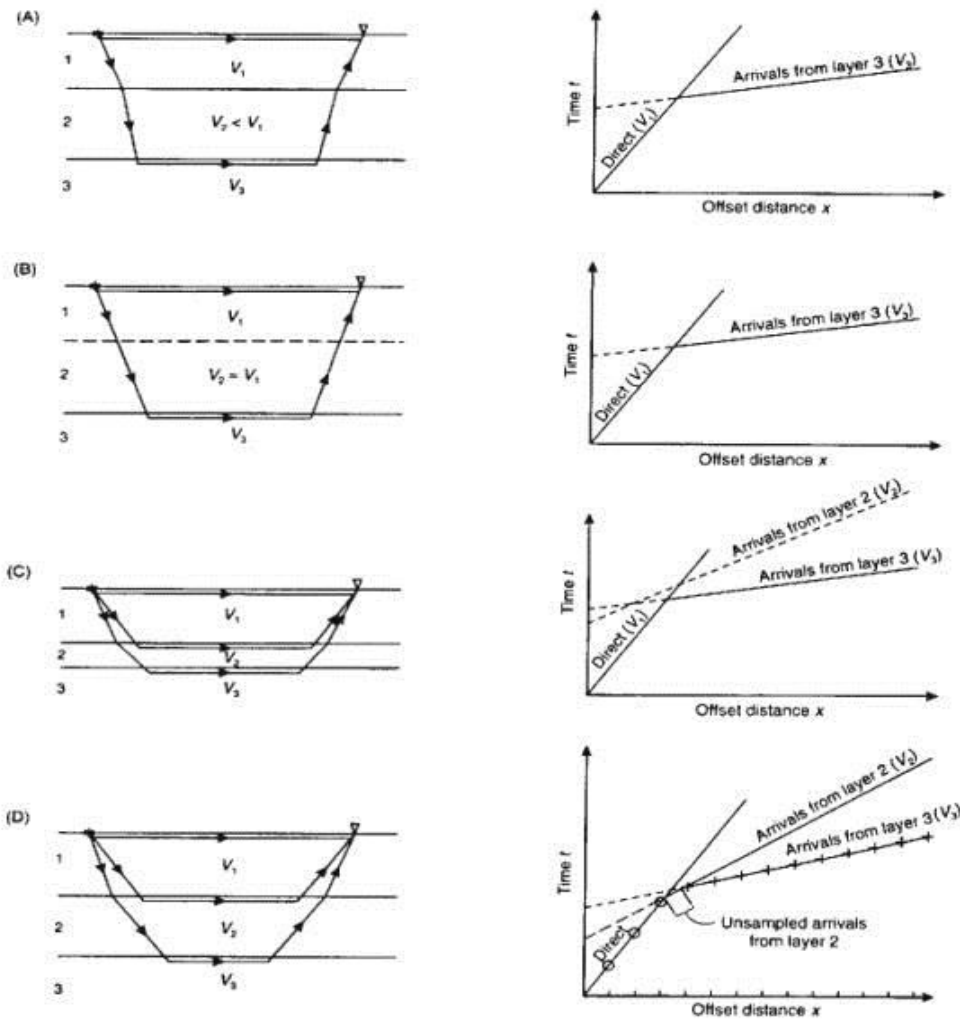 (A)
1
V₁
2
V₂ < V₁
3
V₃
Time t
Direct (V₁)
Arrivals from layer 3 (V₃)
Offset distance x
(B)
1
V₁
2
V₂ = V₁
3
V₃
Time t
Direct (V₁)
Arrivals from layer 3 (V₃)
Offset distance x
(C)
1
V₁
2
V₂
3
V₃
Time t
Direct (V₁)
Arrivals from layer 2 (V₂)
Arrivals from layer 3 (V₃)
Offset distance x
(D)
1
V₁
2
V₂
3
V₃
Time t
Direct
Arrivals from layer 2 (V₂)
Arrivals from layer 3 (V₃)
Unsampled arrivals
from layer 2
Offset distance x